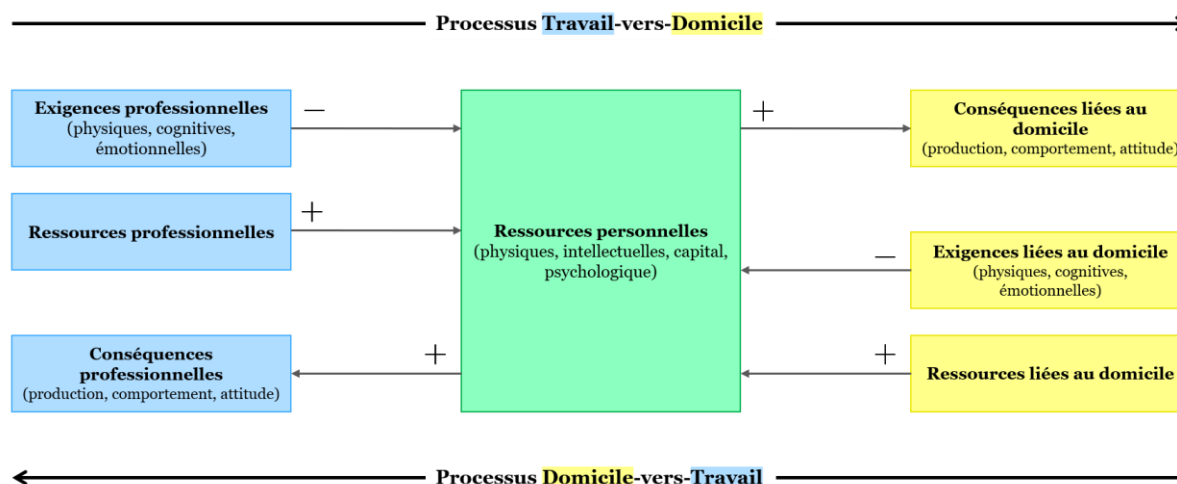 Processus Travail-vers-Domicile
Exigences professionnelles
(physiques, cognitives,
émotionnelles)
−
Ressources professionnelles
+
Conséquences
professionnelles
(production, comportement, attitude)
+
Ressources personnelles
(physiques, intellectuelles, capital,
psychologique)
+
Conséquences liées au
domicile
(production, comportement, attitude)
−
Exigences liées au domicile
(physiques, cognitives,
émotionnelles)
+
Ressources liées au domicile
Processus Domicile-vers-Travail